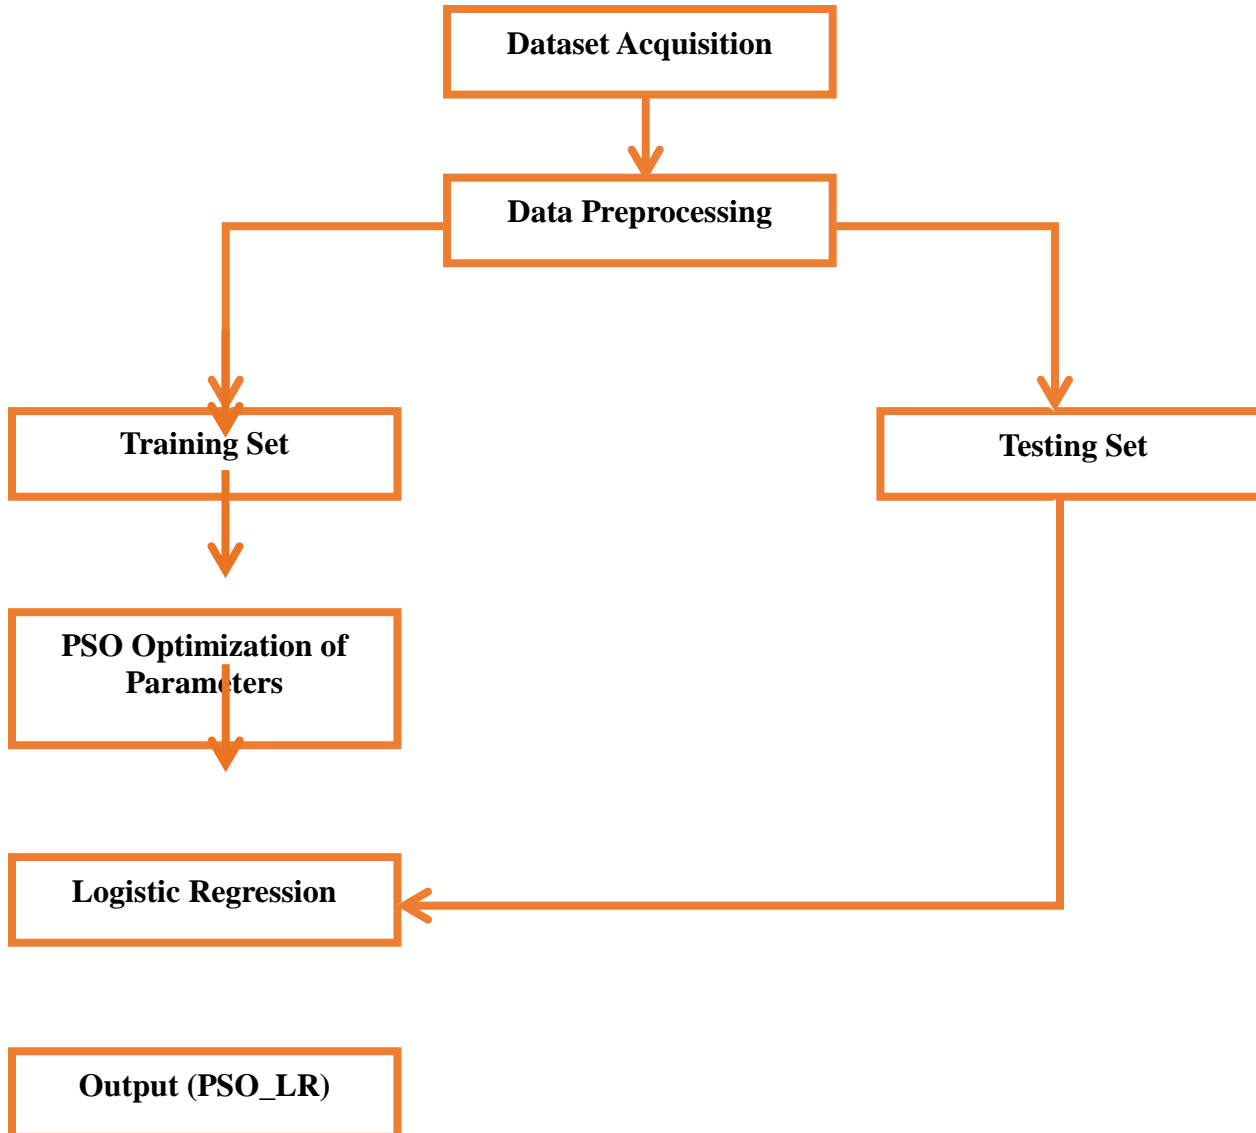 Dataset Acquisition
Data Preprocessing
Training Set
Testing Set
PSO Optimization of
Parameters
Logistic Regression
Output (PSO_LR)